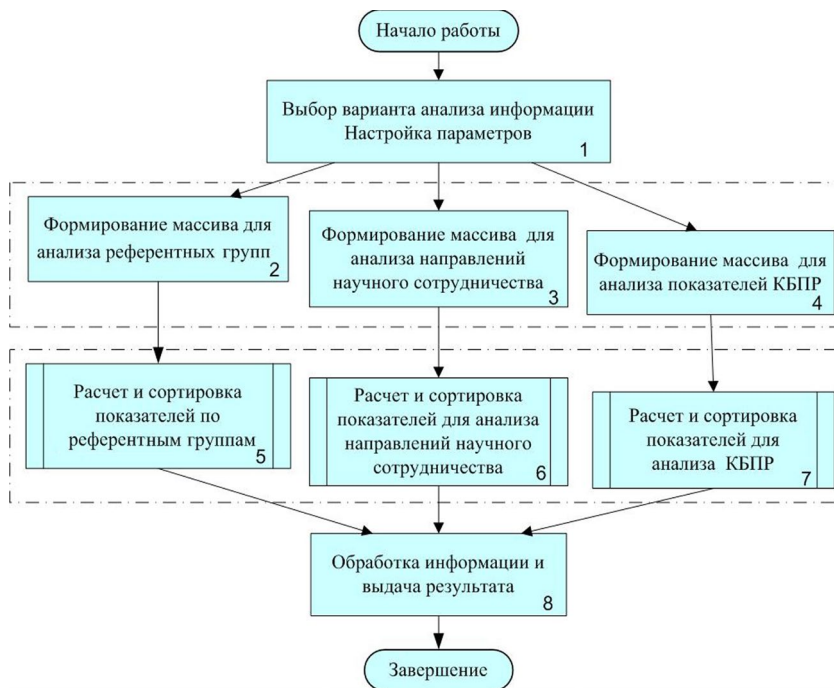 Начало работы
Выбор варианта анализа информации
Настройка параметров
1
Формирование массива для
анализа референтных групп
2
Формирование массива для
анализа направлений
научного сотрудничества
3
Формирование массива для
анализа показателей КБПР
4
Расчет и сортировка
показателей по
референтным группам
5
Расчет и сортировка
показателей для анализа
направлений научного
сотрудничества
6
Расчет и сортировка
показателей для
анализа КБПР
7
Обработка информации и
выдача результата
8
Завершение